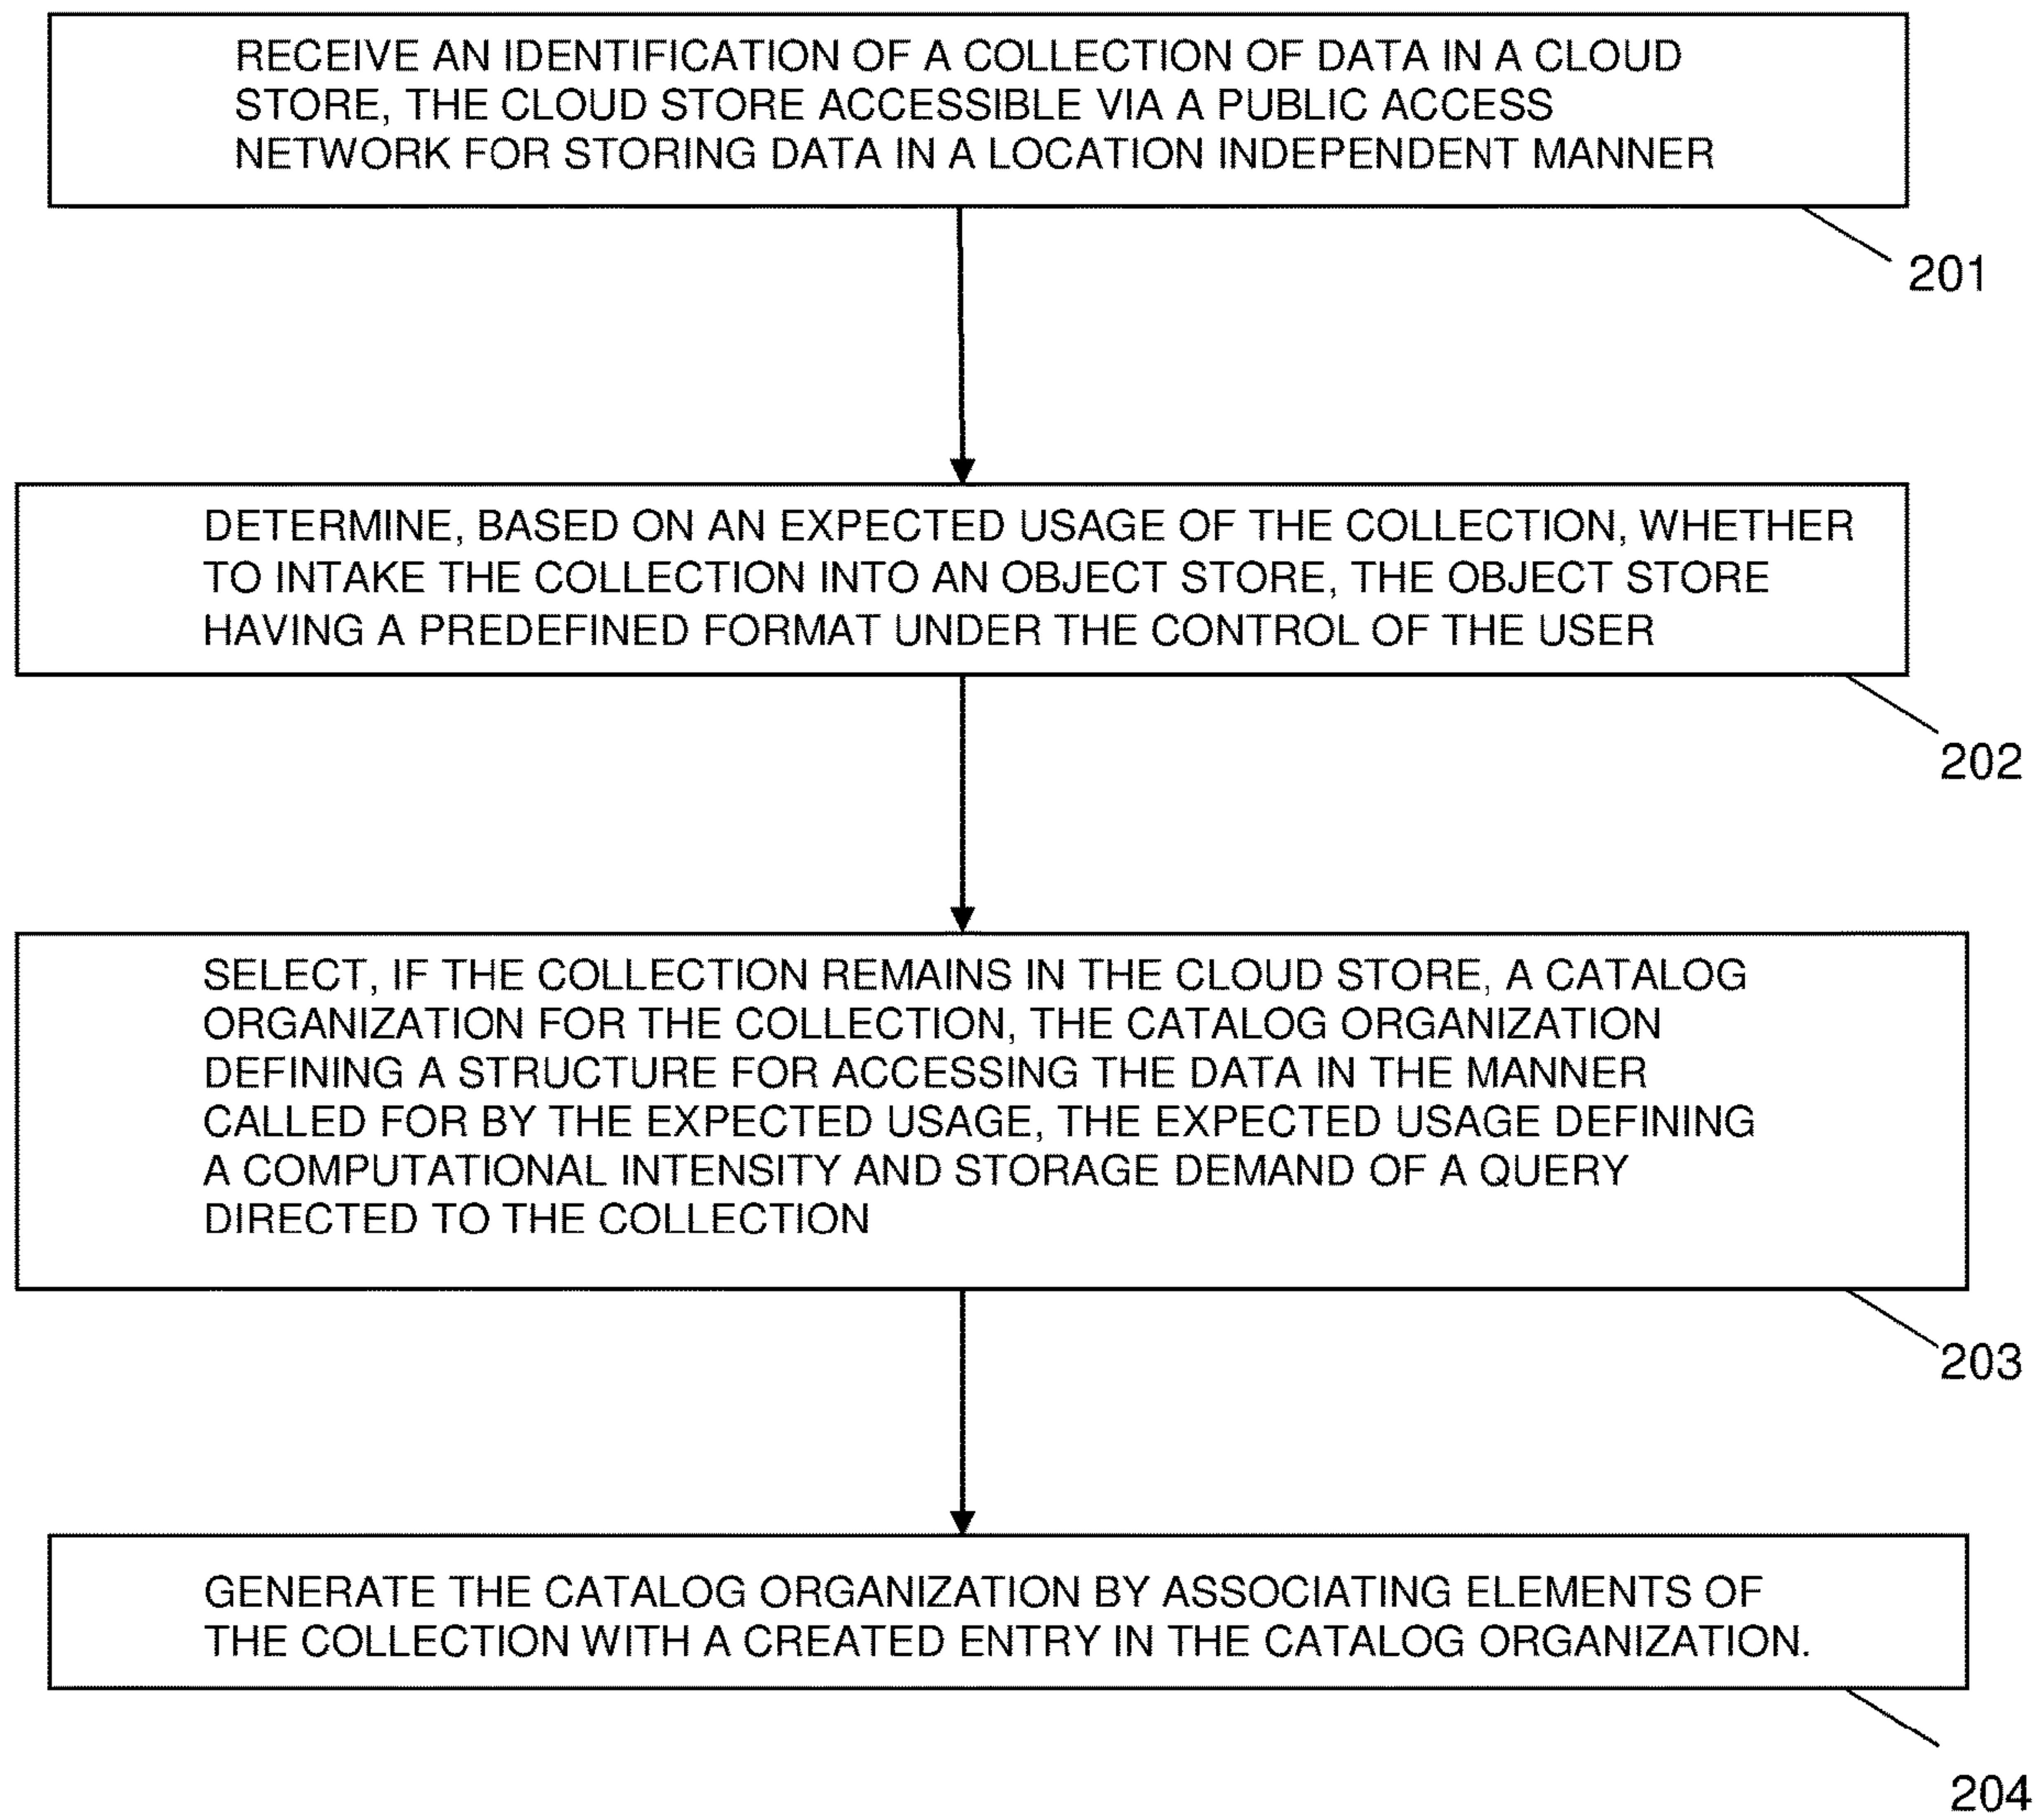 RECEIVE AN IDENTIFICATION OF A COLLECTION OF DATA IN A CLOUD
STORE, THE CLOUD STORE ACCESSIBLE VIA A PUBLIC ACCESS
NETWORK FOR STORING DATA IN A LOCATION INDEPENDENT MANNER
201
DETERMINE, BASED ON AN EXPECTED USAGE OF THE COLLECTION, WHETHER
TO INTAKE THE COLLECTION INTO AN OBJECT STORE, THE OBJECT STORE
HAVING A PREDEFINED FORMAT UNDER THE CONTROL OF THE USER
202
SELECT, IF THE COLLECTION REMAINS IN THE CLOUD STORE, A CATALOG
ORGANIZATION FOR THE COLLECTION, THE CATALOG ORGANIZATION
DEFINING A STRUCTURE FOR ACCESSING THE DATA IN THE MANNER
CALLED FOR BY THE EXPECTED USAGE, THE EXPECTED USAGE DEFINING
A COMPUTATIONAL INTENSITY AND STORAGE DEMAND OF A QUERY
DIRECTED TO THE COLLECTION
203
GENERATE THE CATALOG ORGANIZATION BY ASSOCIATING ELEMENTS OF
THE COLLECTION WITH A CREATED ENTRY IN THE CATALOG ORGANIZATION.
204